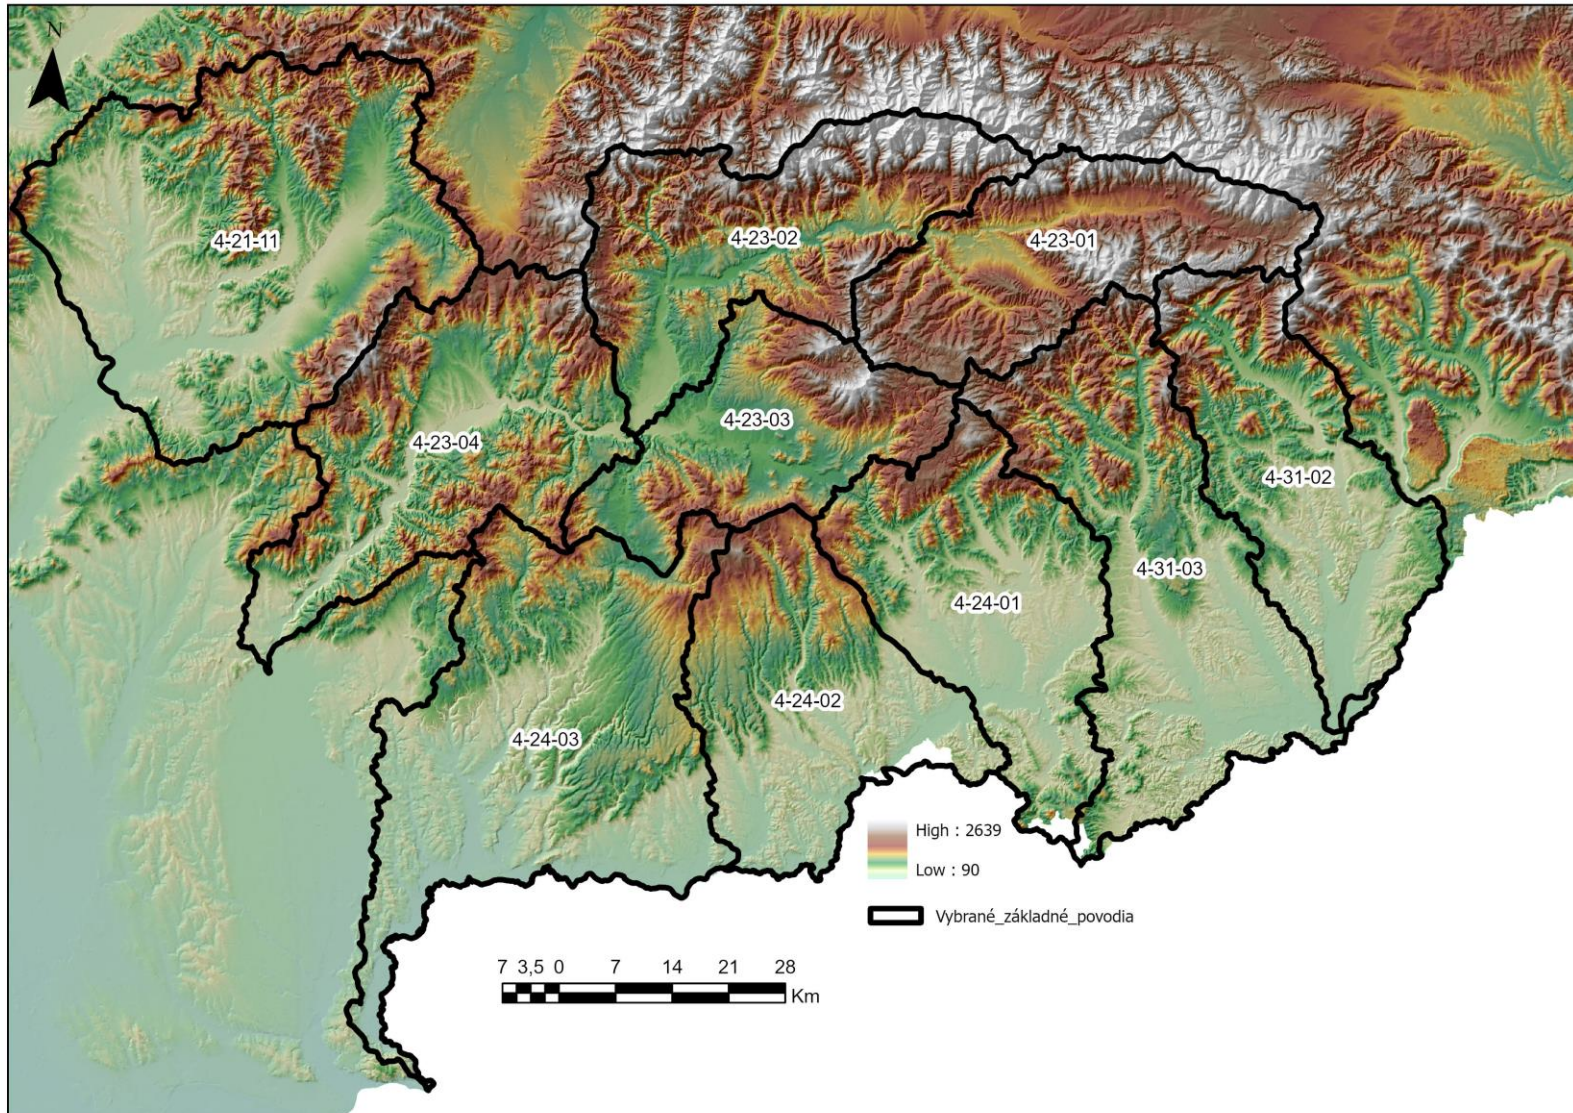 N
4-21-11
4-23-02
4-23-01
4-23-03
4-23-04
4-31-02
4-31-03
4-24-01
4-24-02
4-24-03
High : 2639
Low : 90
Vybrané_základné_povodia
7 3,5 0 7 14 21 28
Km